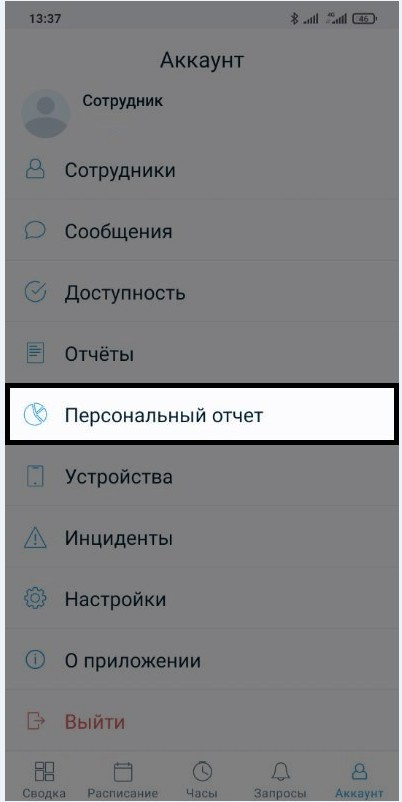 13:37
4G
46
Аккаунт
Сотрудник
Сотрудники
Сообщения
Доступность
Отчёты
Персональный отчет
Устройства
Инциденты
Настройки
О приложении
Выйти
Сводка Расписание Часы Запросы Аккаунт